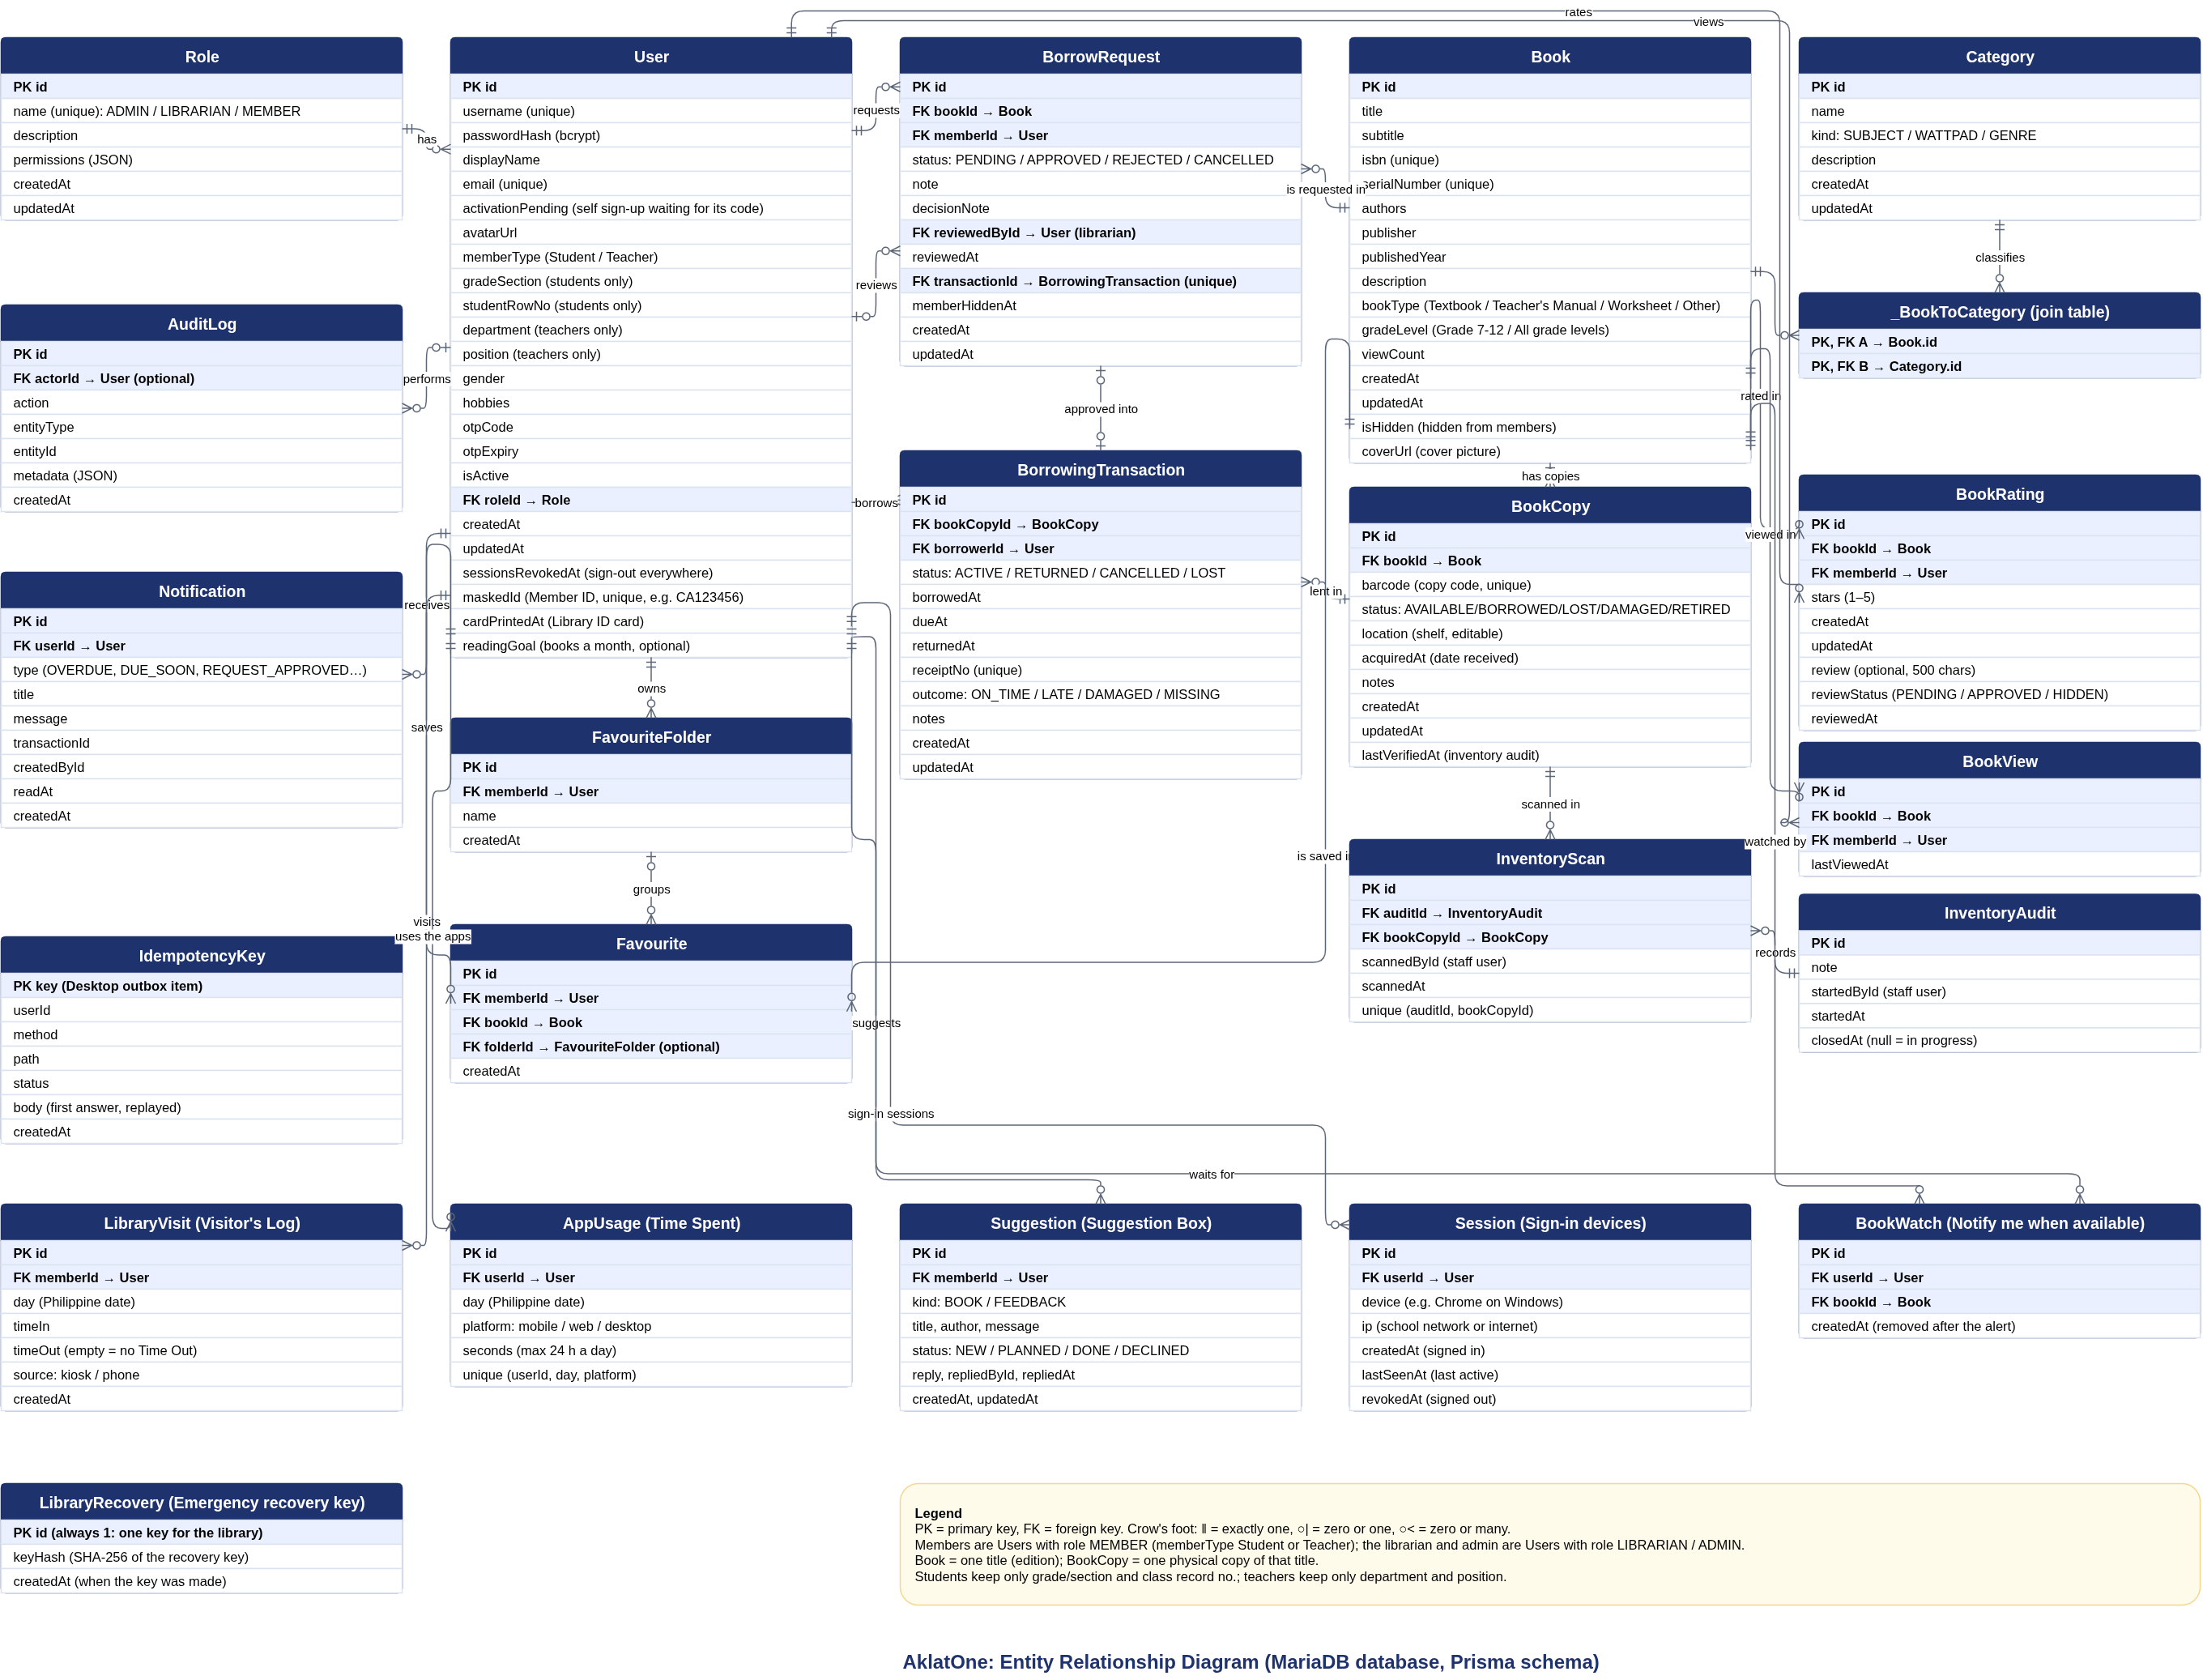 rates
views
Role
PK id
name (unique): ADMIN / LIBRARIAN / MEMBER
description
permissions (JSON)
createdAt
updatedAt
has
User
PK id
username (unique)
passwordHash (bcrypt)
displayName
email (unique)
activationPending (self sign-up waiting for its code)
avatarUrl
memberType (Student / Teacher)
gradeSection (students only)
studentRowNo (students only)
department (teachers only)
position (teachers only)
gender
hobbies
otpCode
otpExpiry
isActive
FK roleId → Role
createdAt
updatedAt
sessionsRevokedAt (sign-out everywhere)
maskedId (Member ID, unique, e.g. CA123456)
cardPrintedAt (Library ID card)
readingGoal (books a month, optional)
requests
reviews
borrows
BorrowRequest
PK id
FK bookId → Book
FK memberId → User
status: PENDING / APPROVED / REJECTED / CANCELLED
note
decisionNote
FK reviewedById → User (librarian)
reviewedAt
FK transactionId → BorrowingTransaction (unique)
memberHiddenAt
createdAt
updatedAt
is requested in
approved into
Book
PK id
title
subtitle
isbn (unique)
serialNumber (unique)
authors
publisher
publishedYear
description
bookType (Textbook / Teacher's Manual / Worksheet / Other)
gradeLevel (Grade 7-12 / All grade levels)
viewCount
createdAt
updatedAt
isHidden (hidden from members)
coverUrl (cover picture)
has copies
Category
PK id
name
kind: SUBJECT / WATTPAD / GENRE
description
createdAt
updatedAt
classifies
_BookToCategory (join table)
PK, FK A → Book.id
PK, FK B → Category.id
rated in
viewed in
AuditLog
PK id
FK actorId → User (optional)
action
entityType
entityId
metadata (JSON)
createdAt
performs
BorrowingTransaction
PK id
FK bookCopyId → BookCopy
FK borrowerId → User
status: ACTIVE / RETURNED / CANCELLED / LOST
borrowedAt
dueAt
returnedAt
receiptNo (unique)
outcome: ON_TIME / LATE / DAMAGED / MISSING
notes
createdAt
updatedAt
lent in
BookCopy
PK id
FK bookId → Book
barcode (copy code, unique)
status: AVAILABLE/BORROWED/LOST/DAMAGED/RETIRED
location (shelf, editable)
acquiredAt (date received)
notes
createdAt
updatedAt
lastVerifiedAt (inventory audit)
scanned in
BookRating
PK id
FK bookId → Book
FK memberId → User
stars (1–5)
createdAt
updatedAt
review (optional, 500 chars)
reviewStatus (PENDING / APPROVED / HIDDEN)
reviewedAt
Notification
PK id
FK userId → User
type (OVERDUE, DUE_SOON, REQUEST_APPROVED…)
title
message
transactionId
createdById
readAt
createdAt
receives
saves
owns
FavouriteFolder
PK id
FK memberId → User
name
createdAt
groups
BookView
PK id
FK bookId → Book
FK memberId → User
lastViewedAt
watched by
is saved i
InventoryScan
PK id
FK auditId → InventoryAudit
FK bookCopyId → BookCopy
scannedById (staff user)
scannedAt
unique (auditId, bookCopyId)
records
InventoryAudit
PK id
note
startedById (staff user)
startedAt
closedAt (null = in progress)
visits
uses the apps
IdempotencyKey
PK key (Desktop outbox item)
userId
method
path
status
body (first answer, replayed)
createdAt
Favourite
PK id
FK memberId → User
FK bookId → Book
FK folderId → FavouriteFolder (optional)
createdAt
suggests
sign-in sessions
waits for
LibraryVisit (Visitor's Log)
PK id
FK memberId → User
day (Philippine date)
timeIn
timeOut (empty = no Time Out)
source: kiosk / phone
createdAt
AppUsage (Time Spent)
PK id
FK userId → User
day (Philippine date)
platform: mobile / web / desktop
seconds (max 24 h a day)
unique (userId, day, platform)
Suggestion (Suggestion Box)
PK id
FK memberId → User
kind: BOOK / FEEDBACK
title, author, message
status: NEW / PLANNED / DONE / DECLINED
reply, repliedById, repliedAt
createdAt, updatedAt
Session (Sign-in devices)
PK id
FK userId → User
device (e.g. Chrome on Windows)
ip (school network or internet)
createdAt (signed in)
lastSeenAt (last active)
revokedAt (signed out)
BookWatch (Notify me when available)
PK id
FK userId → User
FK bookId → Book
createdAt (removed after the alert)
LibraryRecovery (Emergency recovery key)
PK id (always 1: one key for the library)
keyHash (SHA-256 of the recovery key)
createdAt (when the key was made)
Legend
PK = primary key, FK = foreign key. Crow's foot: ‖ = exactly one, ○| = zero or one, ○< = zero or many.
Members are Users with role MEMBER (memberType Student or Teacher); the librarian and admin are Users with role LIBRARIAN / ADMIN.
Book = one title (edition); BookCopy = one physical copy of that title.
Students keep only grade/section and class record no.; teachers keep only department and position.
AklatOne: Entity Relationship Diagram (MariaDB database, Prisma schema)